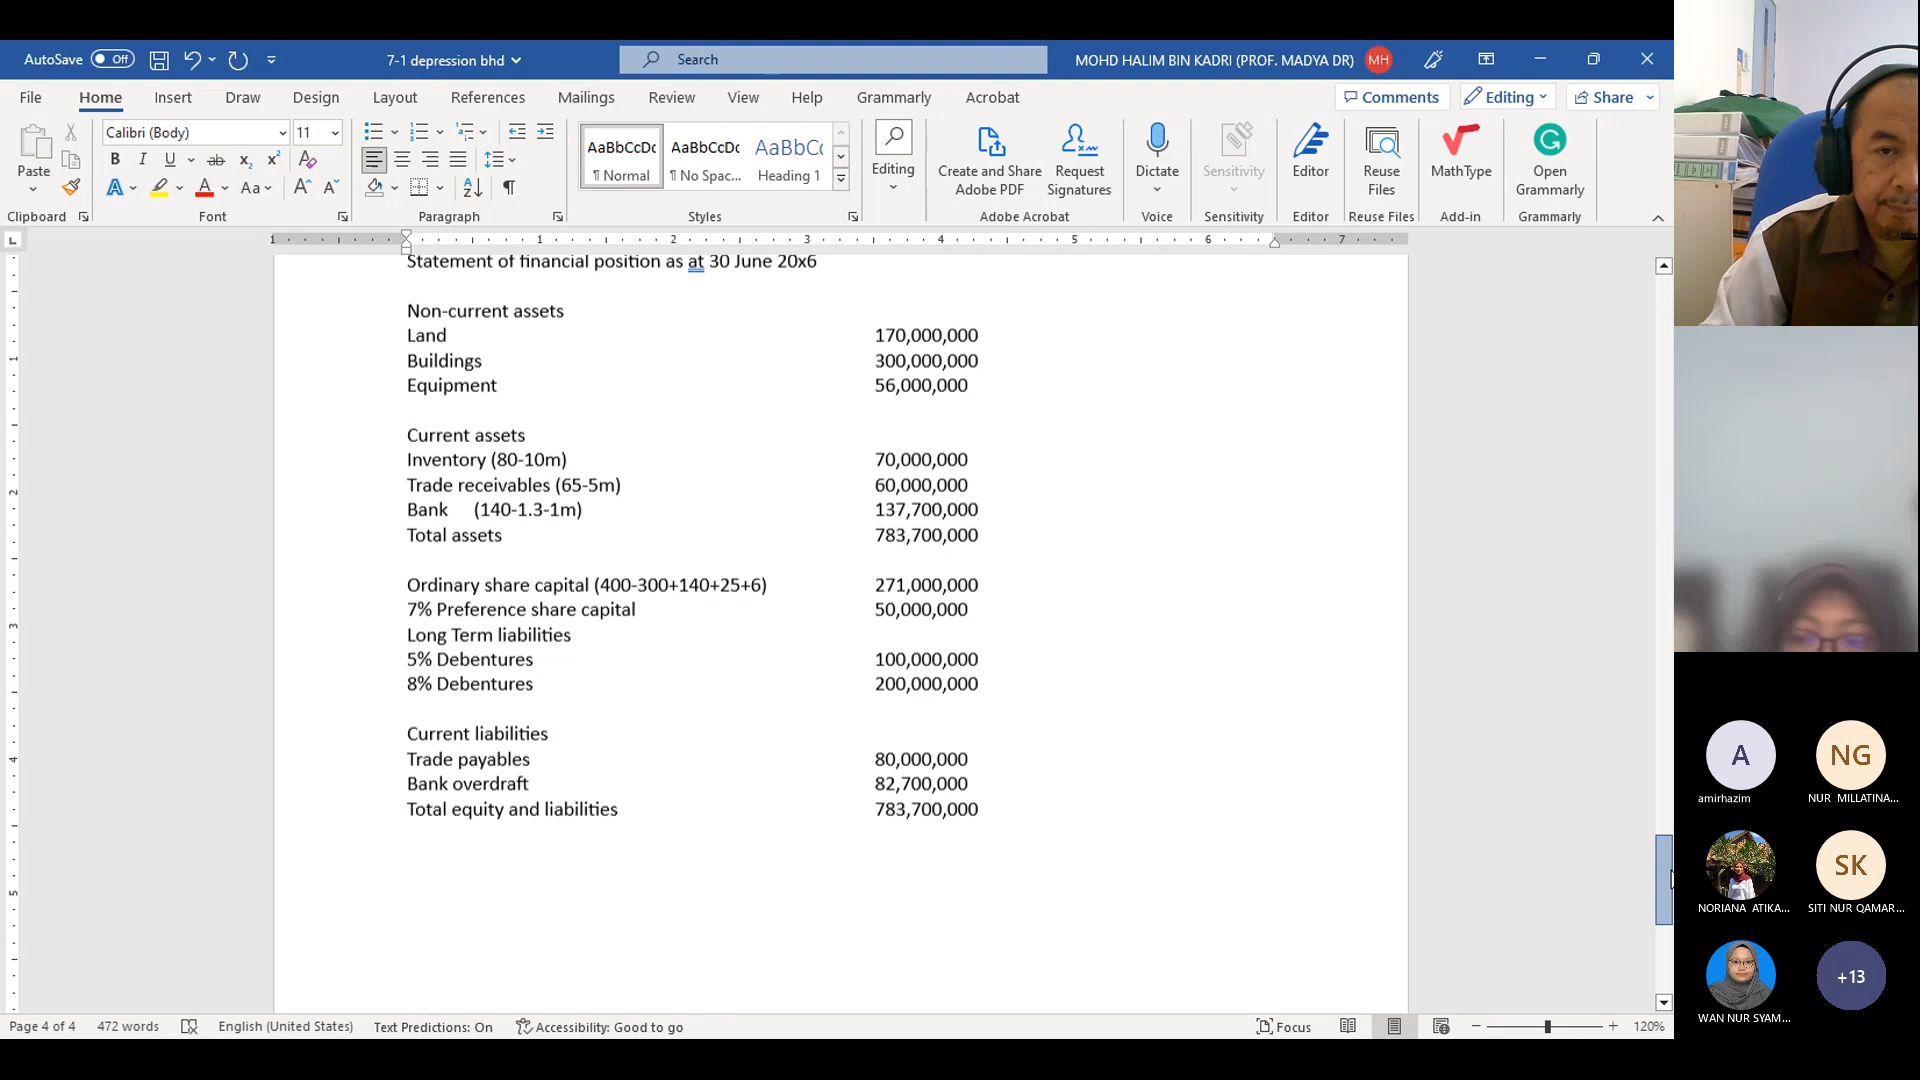 AutoSave Off 7-1 depression bhd Search MOHD HALIM BIN KADRI (PROF. MADYA DR) MH
File Home Insert Draw Design Layout References Mailings Review View Help Grammarly Acrobat Comments Editing Share
Calibri (Body) 11
Paste
AaBbCcDc AaBbCcDc AaBbCc
¶ Normal ¶ No Spac... Heading 1
Editing
Create and Share Adobe PDF
Request Signatures
Dictate
Sensitivity
Editor
Reuse Files
MathType
Open Grammarly
Clipboard Font Paragraph Styles Adobe Acrobat Voice Sensitivity Editor Reuse Files Add-in Grammarly
1 1 2 3 4 5 6 7
Statement of financial position as at 30 June 20x6
Non-current assets
Land 170,000,000
Buildings 300,000,000
Equipment 56,000,000
Current assets
Inventory (80-10m) 70,000,000
Trade receivables (65-5m) 60,000,000
Bank (140-1.3-1m) 137,700,000
Total assets 783,700,000
Ordinary share capital (400-300+140+25+6) 271,000,000
7% Preference share capital 50,000,000
Long Term liabilities
5% Debentures 100,000,000
8% Debentures 200,000,000
Current liabilities
Trade payables 80,000,000
Bank overdraft 82,700,000
Total equity and liabilities 783,700,000
Page 4 of 4 472 words English (United States) Text Predictions: On Accessibility: Good to go Focus 120%
A NG
amirhazim NUR MILLATINA...
SK
NORIANA ATIKA... SITI NUR QAMAR...
+13
WAN NUR SYAM...